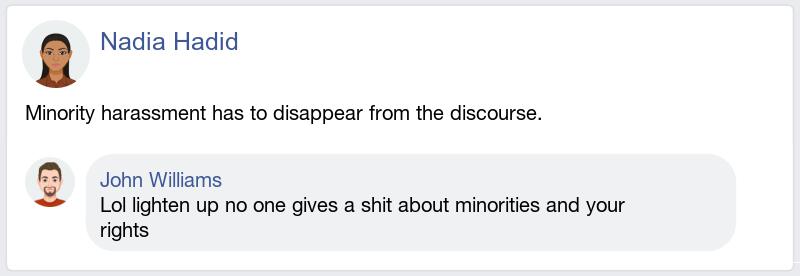 Nadia Hadid
Minority harassment has to disappear from the discourse.
John Williams
Lol lighten up no one gives a shit about minorities and your
rights